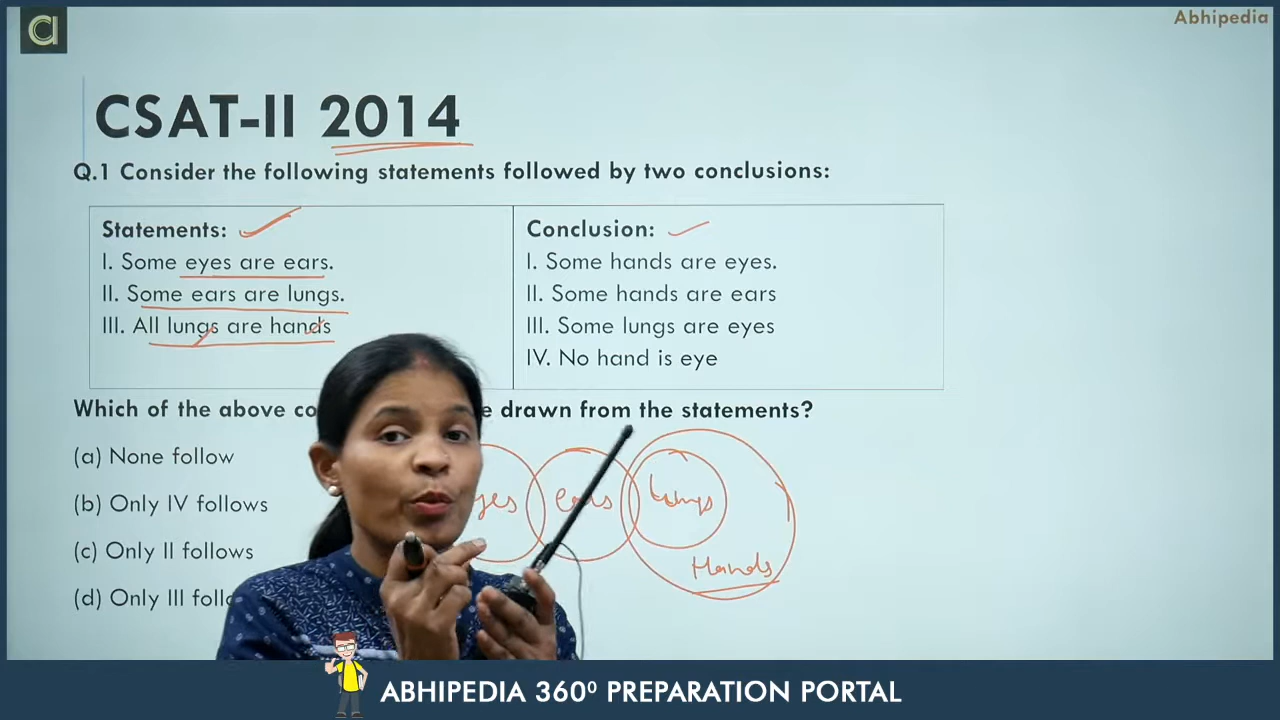 Abhipedia
CSAT-II 2014
Q.1 Consider the following statements followed by two conclusions:
Statements:
I. Some eyes are ears.
II. Some ears are lungs.
III. All lungs are hands
Conclusion:
I. Some hands are eyes.
II. Some hands are ears
III. Some lungs are eyes
IV. No hand is eye
Which of the above co e drawn from the statements?
(a) None follow
(b) Only IV follows
(c) Only II follows
(d) Only III foll
yes ears lungs
Hands
ABHIPEDIA 360⁰ PREPARATION PORTAL